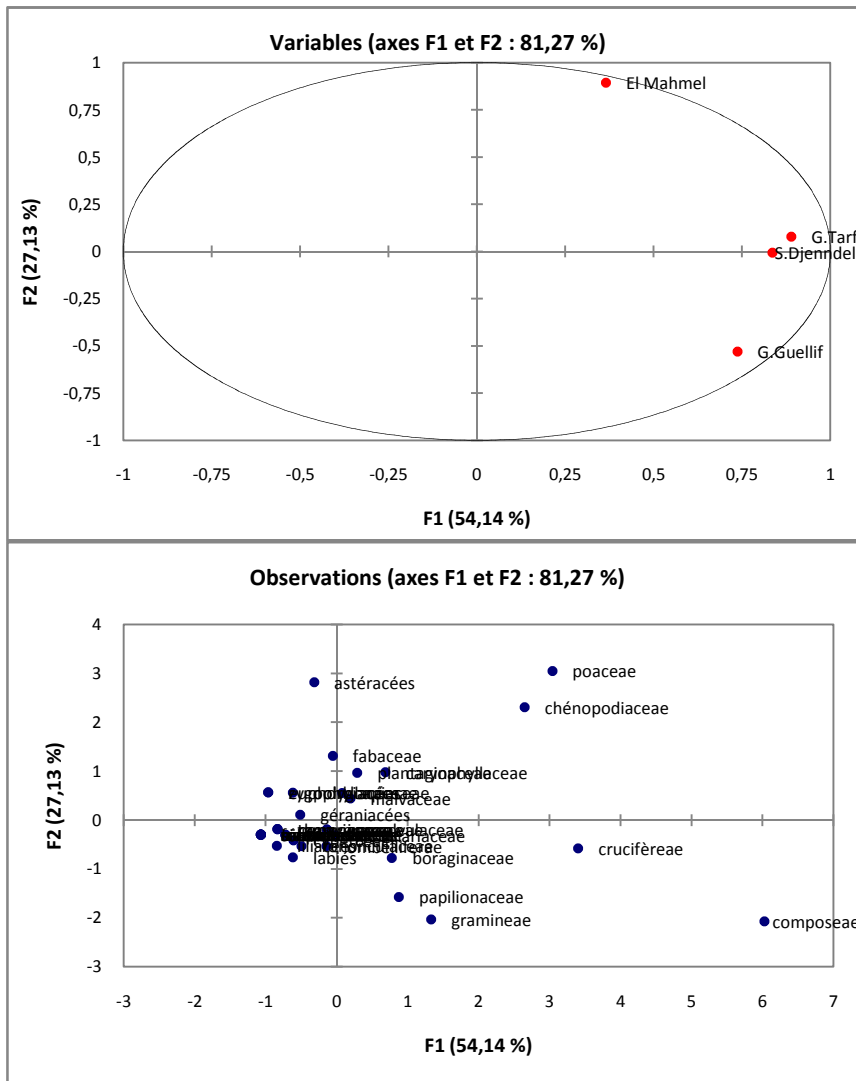 Variables (axes F1 et F2 : 81,27 %)
1
0,75
0,5
0,25
0
-0,25
-0,5
-0,75
-1
F2 (27,13 %)
El Mahmel
G.Tarf
S.Djenndel
G.Guellif
-1
-0,75
-0,5
-0,25
0
0,25
0,5
0,75
1
F1 (54,14 %)
Observations (axes F1 et F2 : 81,27 %)
4
3
2
1
0
-1
-2
-3
F2 (27,13 %)
poaceae
astéracées
chénopodiaceae
fabaceae
malvaceae
géraniacées
labiés
boraginaceae
crucifèreae
papilionaceae
gramineae
composeae
-3
-2
-1
0
1
2
3
4
5
6
7
F1 (54,14 %)